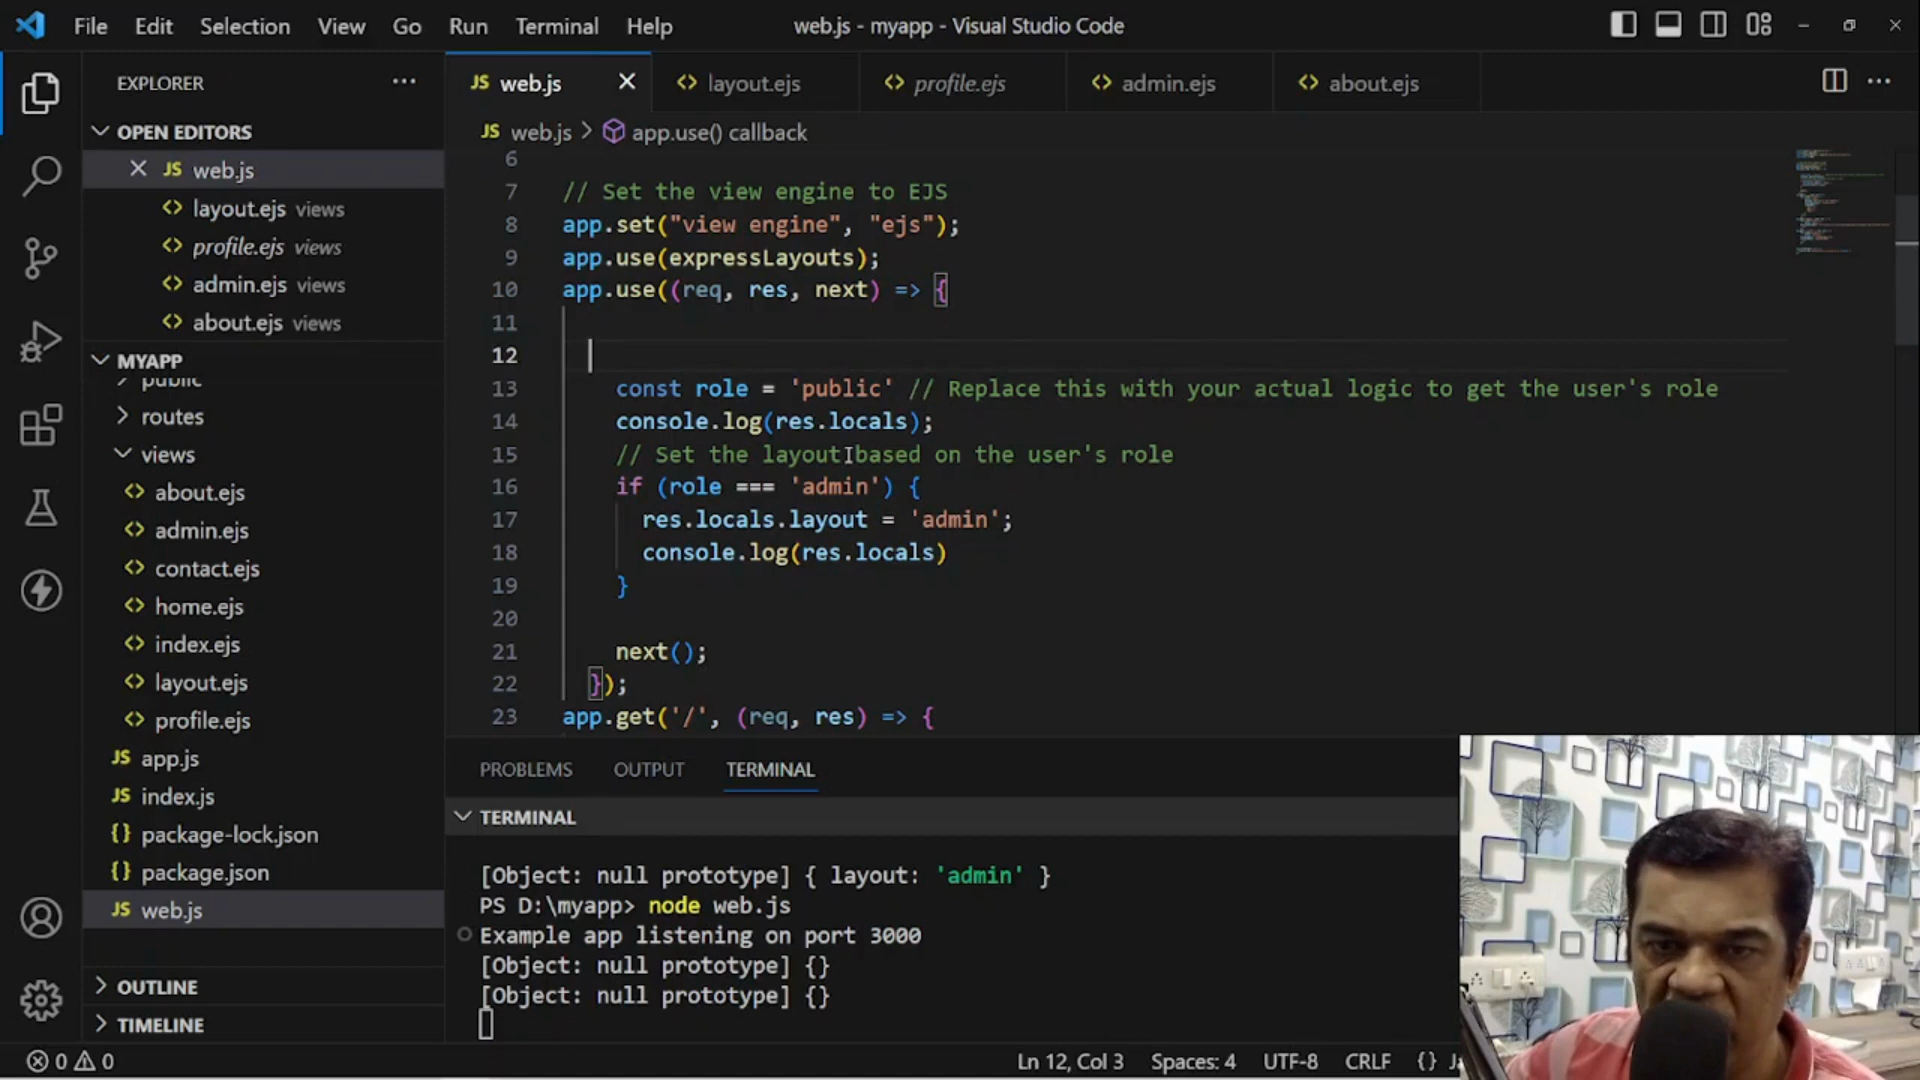 File Edit Selection View Go Run Terminal Help web.js - myapp - Visual Studio Code
EXPLORER
OPEN EDITORS
JS web.js
layout.ejs views
profile.ejs views
admin.ejs views
about.ejs views
MYAPP
public
routes
views
about.ejs
admin.ejs
contact.ejs
home.ejs
index.ejs
layout.ejs
profile.ejs
JS app.js
JS index.js
{} package-lock.json
{} package.json
JS web.js
OUTLINE
TIMELINE
JS web.js layout.ejs profile.ejs admin.ejs about.ejs
JS web.js > app.use() callback
6
7 // Set the view engine to EJS
8 app.set("view engine", "ejs");
9 app.use(expressLayouts);
10 app.use((req, res, next) => {
11
12
13 const role = 'public' // Replace this with your actual logic to get the user's role
14 console.log(res.locals);
15 // Set the layout based on the user's role
16 if (role === 'admin') {
17 res.locals.layout = 'admin';
18 console.log(res.locals)
19 }
20
21 next();
22 });
23 app.get('/', (req, res) => {
PROBLEMS OUTPUT TERMINAL
TERMINAL
[Object: null prototype] { layout: 'admin' }
PS D:\myapp> node web.js
Example app listening on port 3000
[Object: null prototype] {}
[Object: null prototype] {}
0 0 Ln 12, Col 3 Spaces: 4 UTF-8 CRLF {}